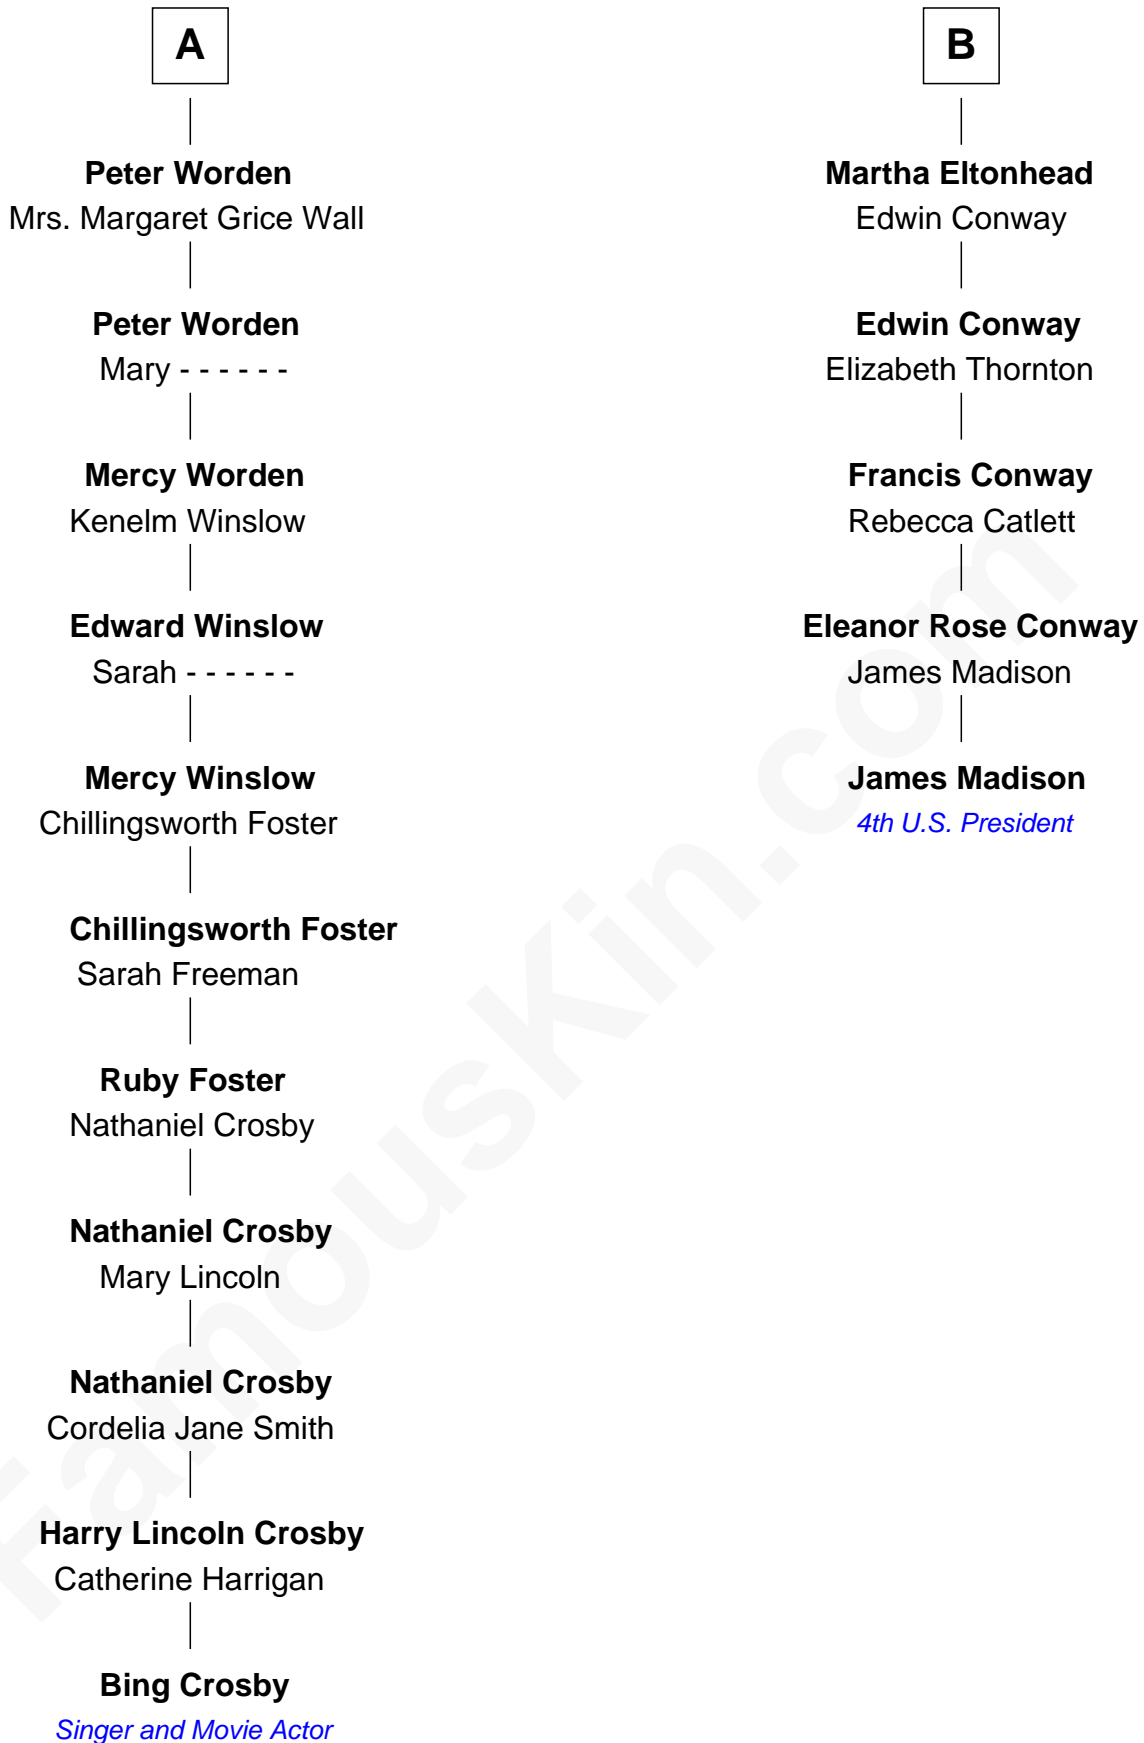 A
Peter Worden
Mrs. Margaret Grice Wall
Peter Worden
Mary - - - - - -
Mercy Worden
Kenelm Winslow
Edward Winslow
Sarah - - - - - -
Mercy Winslow
Chillingsworth Foster
Chillingsworth Foster
Sarah Freeman
Ruby Foster
Nathaniel Crosby
Nathaniel Crosby
Mary Lincoln
Nathaniel Crosby
Cordelia Jane Smith
Harry Lincoln Crosby
Catherine Harrigan
Bing Crosby
Singer and Movie Actor
B
Martha Eltonhead
Edwin Conway
Edwin Conway
Elizabeth Thornton
Francis Conway
Rebecca Catlett
Eleanor Rose Conway
James Madison
James Madison
4th U.S. President
FamousKin.com